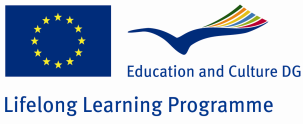 Education and Culture DG
Lifelong Learning Programme